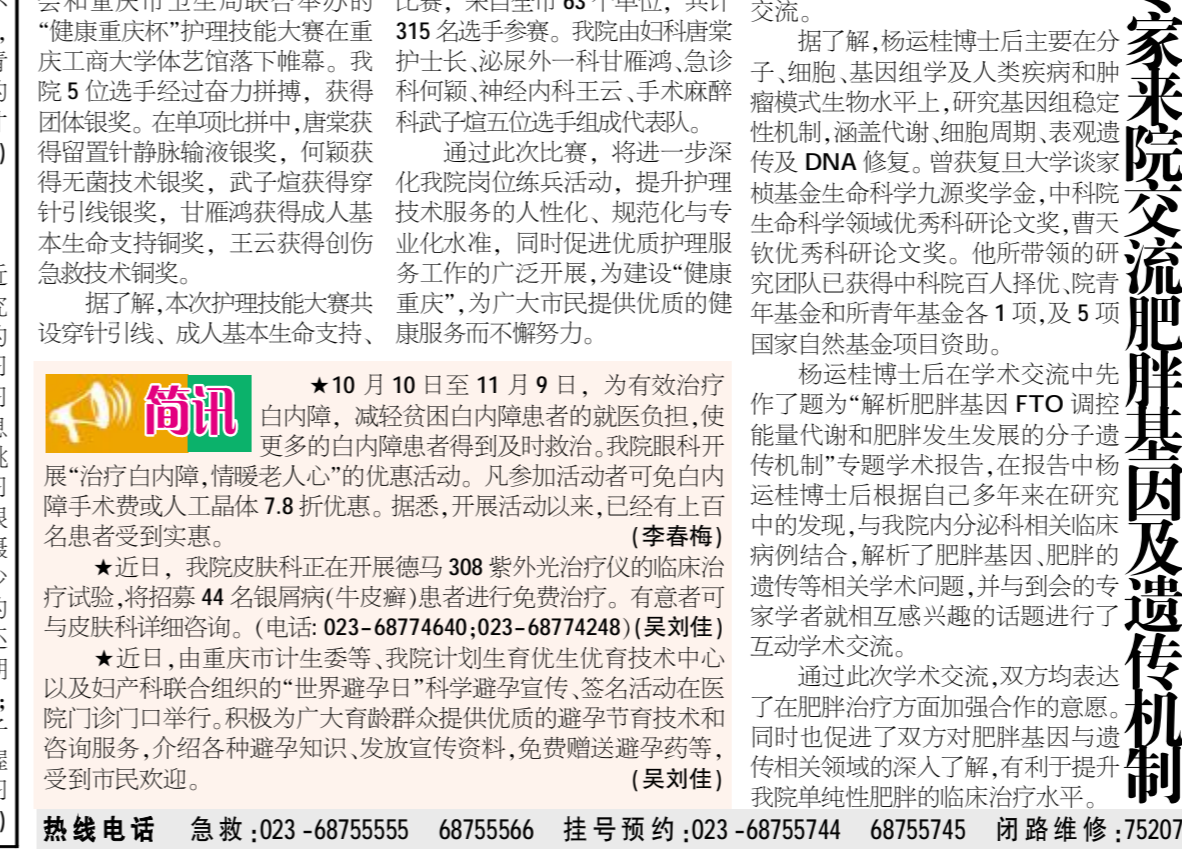 会和重庆市卫生局联合举办的
“健康重庆杯”护理技能大赛在重
庆工商大学体艺馆落下帷幕。我
院 5 位选手经过奋力拼搏，获得
团体银奖。在单项比拼中,唐棠获
得留置针静脉输液银奖，何颖获
得无菌技术银奖，武子煊获得穿
针引线银奖，甘雁鸿获得成人基
本生命支持铜奖，王云获得创伤
急救技术铜奖。
据了解,本次护理技能大赛共
设穿针引线、成人基本生命支持、
比赛，来自全市 63 个单位，共计
315 名选手参赛。我院由妇科唐棠
护士长、泌尿外一科甘雁鸿、急诊
科何颖、神经内科王云、手术麻醉
科武子煊五位选手组成代表队。
通过此次比赛，将进一步深
化我院岗位练兵活动，提升护理
技术服务的人性化、规范化与专
业化水准，同时促进优质护理服
务工作的广泛开展,为建设“健康
重庆”,为广大市民提供优质的健
康服务而不懈努力。
简讯
★10 月 10 日至 11 月 9 日，为有效治疗
白内障，减轻贫困白内障患者的就医负担,使
更多的白内障患者得到及时救治。我院眼科开
展“治疗白内障,情暖老人心”的优惠活动。凡参加活动者可免白内
障手术费或人工晶体 7.8 折优惠。据悉,开展活动以来,已经有上百
名患者受到实惠。 (李春梅)
★近日，我院皮肤科正在开展德马 308 紫外光治疗仪的临床治
疗试验,将招募 44 名银屑病(牛皮癣)患者进行免费治疗。有意者可
与皮肤科详细咨询。(电话: 023-68774640;023-68774248)(吴刘佳)
★近日,由重庆市计生委等、我院计划生育优生优育技术中心
以及妇产科联合组织的“世界避孕日”科学避孕宣传、签名活动在医
院门诊门口举行。积极为广大育龄群众提供优质的避孕节育技术和
咨询服务,介绍各种避孕知识、发放宣传资料,免费赠送避孕药等,
受到市民欢迎。 (吴刘佳)
交流。
据了解,杨运桂博士后主要在分
子、细胞、基因组学及人类疾病和肿
瘤模式生物水平上,研究基因组稳定
性机制,涵盖代谢、细胞周期、表观遗
传及 DNA 修复。曾获复旦大学谈家
桢基金生命科学九源奖学金,中科院
生命科学领域优秀科研论文奖,曹天
钦优秀科研论文奖。他所带领的研
究团队已获得中科院百人择优、院青
年基金和所青年基金各 1 项,及 5 项
国家自然基金项目资助。
杨运桂博士后在学术交流中先
作了题为“解析肥胖基因 FTO 调控
能量代谢和肥胖发生发展的分子遗
传机制”专题学术报告,在报告中杨
运桂博士后根据自己多年来在研究
中的发现,与我院内分泌科相关临床
病例结合,解析了肥胖基因、肥胖的
遗传等相关学术问题,并与到会的专
家学者就相互感兴趣的话题进行了
互动学术交流。
通过此次学术交流,双方均表达
了在肥胖治疗方面加强合作的意愿。
同时也促进了双方对肥胖基因与遗
传相关领域的深入了解,有利于提升
我院单纯性肥胖的临床治疗水平。
家来院交流肥胖基因及遗传机制
热线电话 急救:023-68755555 68755566 挂号预约:023-68755744 68755745 闭路维修:75207